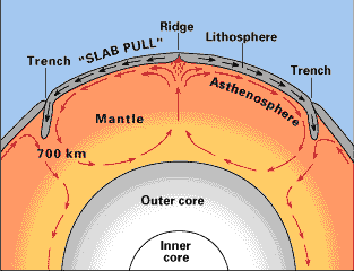 Ridge
Lithosphere
Trench
"SLAB PULL"
Trench
Asthenosphere
Mantle
700 km
Outer core
Inner
core